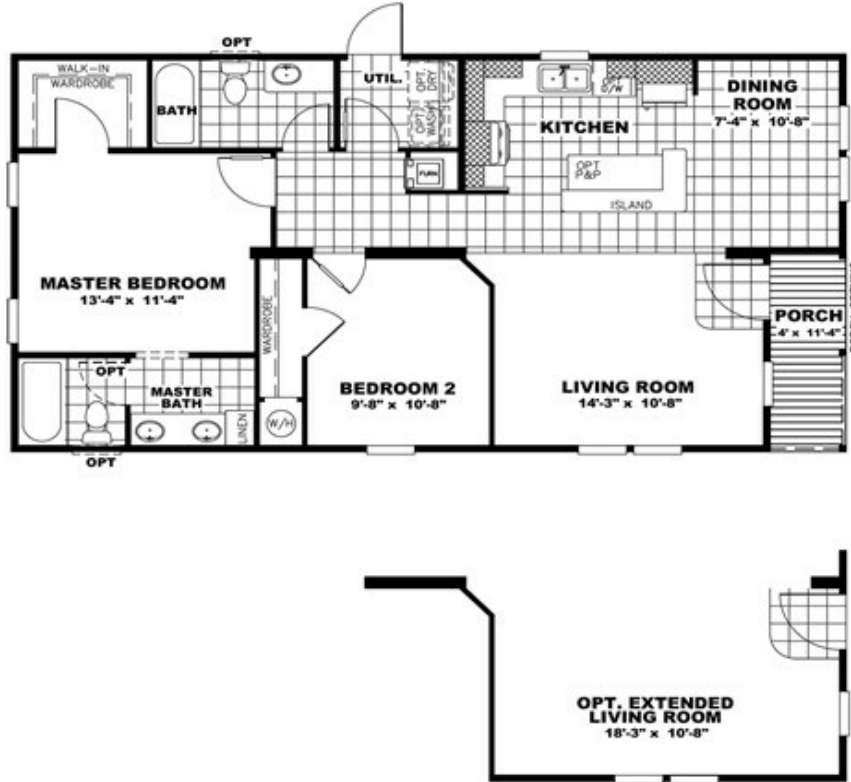 OPT
WALK-IN
WARDROBE
BATH
UTIL.
OPT. DRY
OPT. WASH
OPT
D/W
DINING
ROOM
7'-4" x 10'-8"
KITCHEN
OPT
P&P
ISLAND
FURN
MASTER BEDROOM
13'-4" x 11'-4"
WARDROBE
PORCH
4' x 11'-4"
OPT
MASTER
BATH
LINEN
W/H
BEDROOM 2
9'-8" x 10'-8"
LIVING ROOM
14'-3" x 10'-8"
OPT
OPT. EXTENDED
LIVING ROOM
18'-3" x 10'-8"